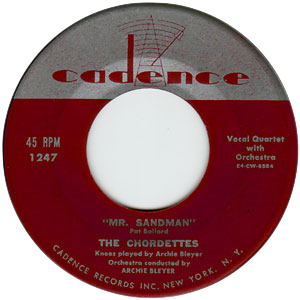 cadence
45 RPM
1247
Vocal Quartet
with
Orchestra
"MR. SANDMAN"
Pat Ballard
THE CHORDETTES
Knees played by Archie Bleyer
Orchestra conducted by
ARCHIE BLEYER
CADENCE RECORDS INC., NEW YORK, N. Y.